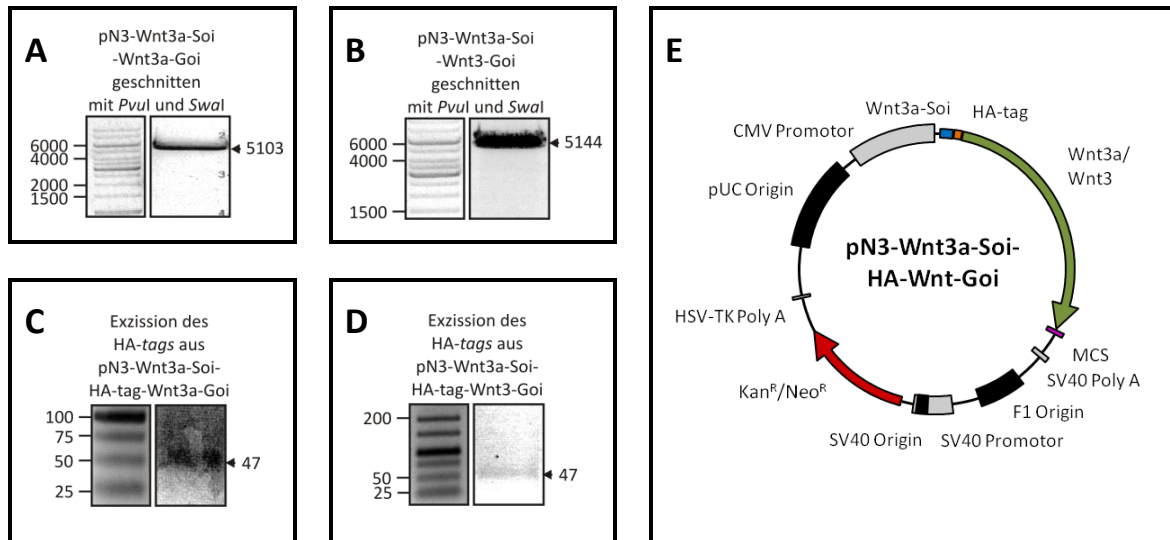 A
pN3-Wnt3a-Soi
-Wnt3a-Goi
geschnitten
mit PvuI und SwaI
6000
4000
2000
1500
2
3
4
5103
B
pN3-Wnt3a-Soi
-Wnt3-Goi
geschnitten
mit PvuI und SwaI
6000
4000
1500
5144
C
Exzission des
HA-tags aus
pN3-Wnt3a-Soi-
HA-tag-Wnt3a-Goi
100
75
50
25
47
D
Exzission des
HA-tags aus
pN3-Wnt3a-Soi-
HA-tag-Wnt3-Goi
200
50
25
47
E
Wnt3a-Soi
HA-tag
CMV Promotor
Wnt3a/
Wnt3
pUC Origin
pN3-Wnt3a-Soi-
HA-Wnt-Goi
HSV-TK Poly A
MCS
SV40 Poly A
KanR/NeoR
F1 Origin
SV40 Origin
SV40 Promotor